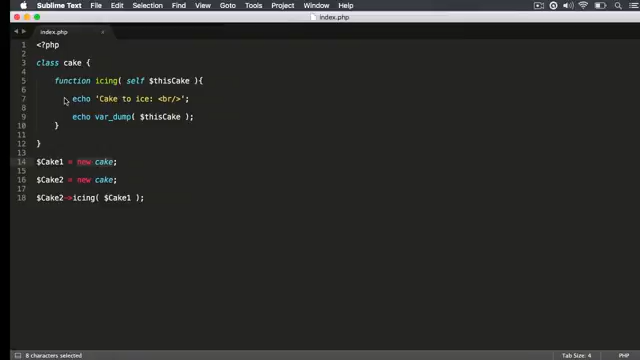 Sublime Text File Edit Selection Find View Goto Tools Project Window Help
index.php
index.php
1 <?php
2
3 class cake {
4
5 function icing( self $thisCake ){
6
7 echo 'Cake to ice: <br/>';
8
9 echo var_dump( $thisCake );
10 }
11
12 }
13
14 $Cake1 = new cake;
15
16 $Cake2 = new cake;
17
18 $Cake2->icing( $Cake1 );
8 characters selected Tab Size: 4 PHP